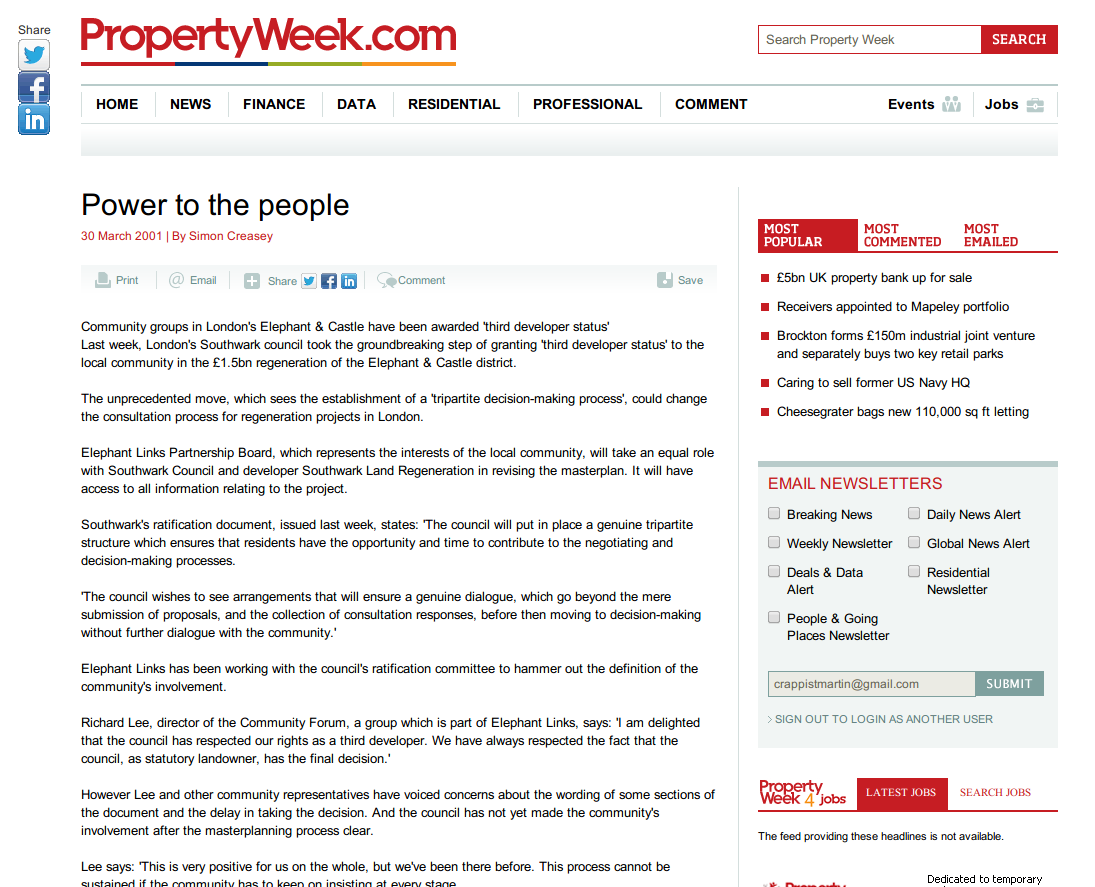 Share
PropertyWeek.com
Search Property Week
SEARCH
HOME
NEWS
FINANCE
DATA
RESIDENTIAL
PROFESSIONAL
COMMENT
Events
Jobs
Power to the people
30 March 2001 | By Simon Creasey
Print
Email
Share
Comment
Save
Community groups in London's Elephant & Castle have been awarded 'third developer status'
Last week, London's Southwark council took the groundbreaking step of granting 'third developer status' to the
local community in the £1.5bn regeneration of the Elephant & Castle district.
The unprecedented move, which sees the establishment of a 'tripartite decision-making process', could change
the consultation process for regeneration projects in London.
Elephant Links Partnership Board, which represents the interests of the local community, will take an equal role
with Southwark Council and developer Southwark Land Regeneration in revising the masterplan. It will have
access to all information relating to the project.
Southwark's ratification document, issued last week, states: 'The council will put in place a genuine tripartite
structure which ensures that residents have the opportunity and time to contribute to the negotiating and
decision-making processes.
'The council wishes to see arrangements that will ensure a genuine dialogue, which go beyond the mere
submission of proposals, and the collection of consultation responses, before then moving to decision-making
without further dialogue with the community.'
Elephant Links has been working with the council's ratification committee to hammer out the definition of the
community's involvement.
Richard Lee, director of the Community Forum, a group which is part of Elephant Links, says: 'I am delighted
that the council has respected our rights as a third developer. We have always respected the fact that the
council, as statutory landowner, has the final decision.'
However Lee and other community representatives have voiced concerns about the wording of some sections of
the document and the delay in taking the decision. And the council has not yet made the community's
involvement after the masterplanning process clear.
Lee says: 'This is very positive for us on the whole, but we've been there before. This process cannot be
sustained if the community has to keep on insisting at every stage
MOST
POPULAR
MOST
COMMENTED
MOST
EMAILED
£5bn UK property bank up for sale
Receivers appointed to Mapeley portfolio
Brockton forms £150m industrial joint venture
and separately buys two key retail parks
Caring to sell former US Navy HQ
Cheesegrater bags new 110,000 sq ft letting
EMAIL NEWSLETTERS
Breaking News
Daily News Alert
Weekly Newsletter
Global News Alert
Deals & Data
Alert
Residential
Newsletter
People & Going
Places Newsletter
crappistmartin@gmail.com
SUBMIT
SIGN OUT TO LOGIN AS ANOTHER USER
Property
Week 4 jobs
LATEST JOBS
SEARCH JOBS
The feed providing these headlines is not available.
Property
Dedicated to temporary